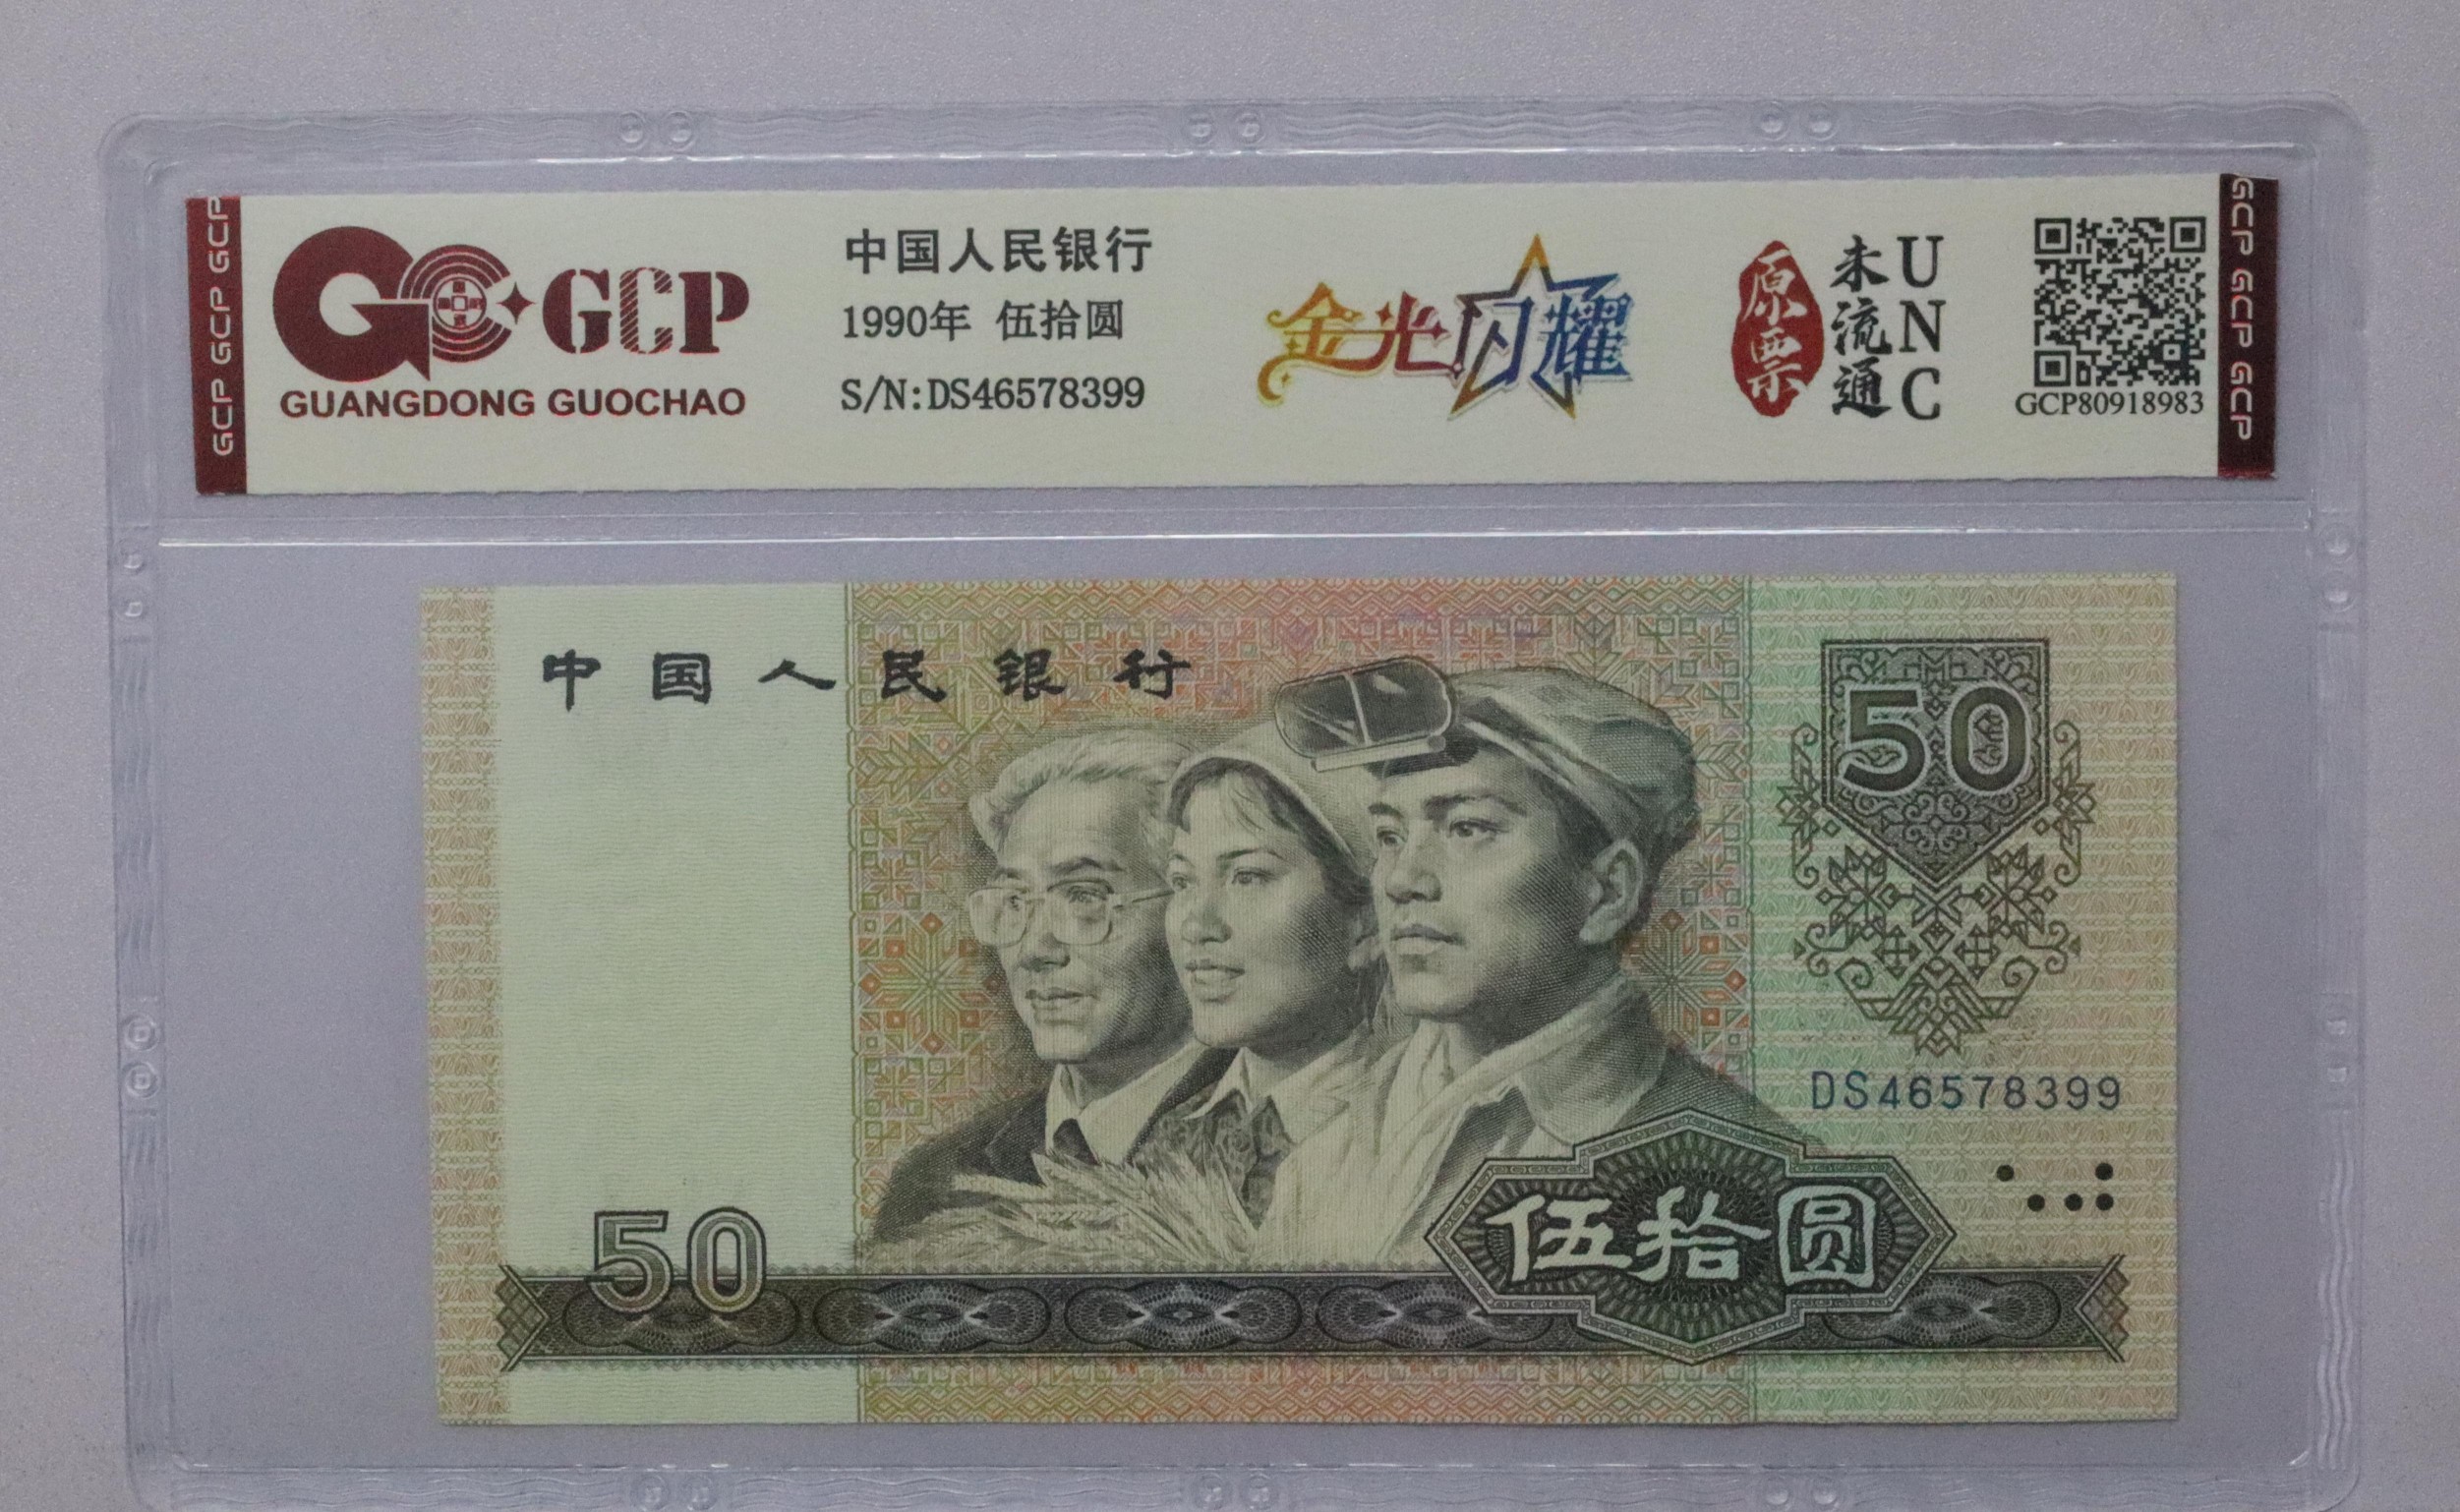 GCP GCP GCP GCP
GCP
GUANGDONG GUOCHAO
中国人民银行
1990年 伍拾圆
S/N:DS46578399
金光闪耀
原票
未流通
UNC
GCP80918983
GCP GCP GCP GCP
中国人民银行
50
DS46578399
50
伍拾圆